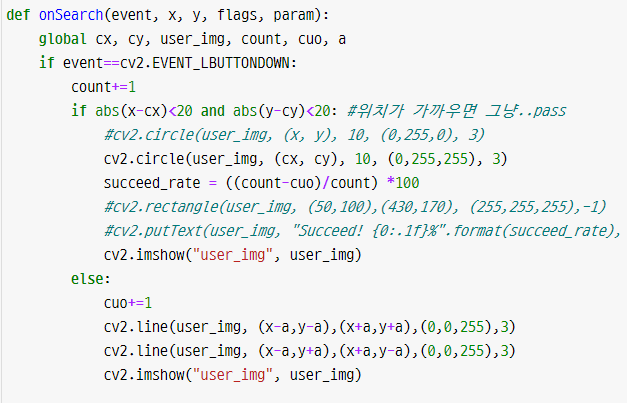 def onSearch(event, x, y, flags, param):
    global cx, cy, user_img, count, cuo, a
    if event==cv2.EVENT_LBUTTONDOWN:
        count+=1
        if abs(x-cx)<20 and abs(y-cy)<20: #위치가 가까우면 그냥..pass
            #cv2.circle(user_img, (x, y), 10, (0,255,0), 3)
            cv2.circle(user_img, (cx, cy), 10, (0,255,255), 3)
            succeed_rate = ((count-cuo)/count) *100
            #cv2.rectangle(user_img, (50,100),(430,170), (255,255,255),-1)
            #cv2.putText(user_img, "Succeed! {0:.1f}%".format(succeed_rate),
            cv2.imshow("user_img", user_img)
        else:
            cuo+=1
            cv2.line(user_img, (x-a,y-a),(x+a,y+a),(0,0,255),3)
            cv2.line(user_img, (x-a,y+a),(x+a,y-a),(0,0,255),3)
            cv2.imshow("user_img", user_img)